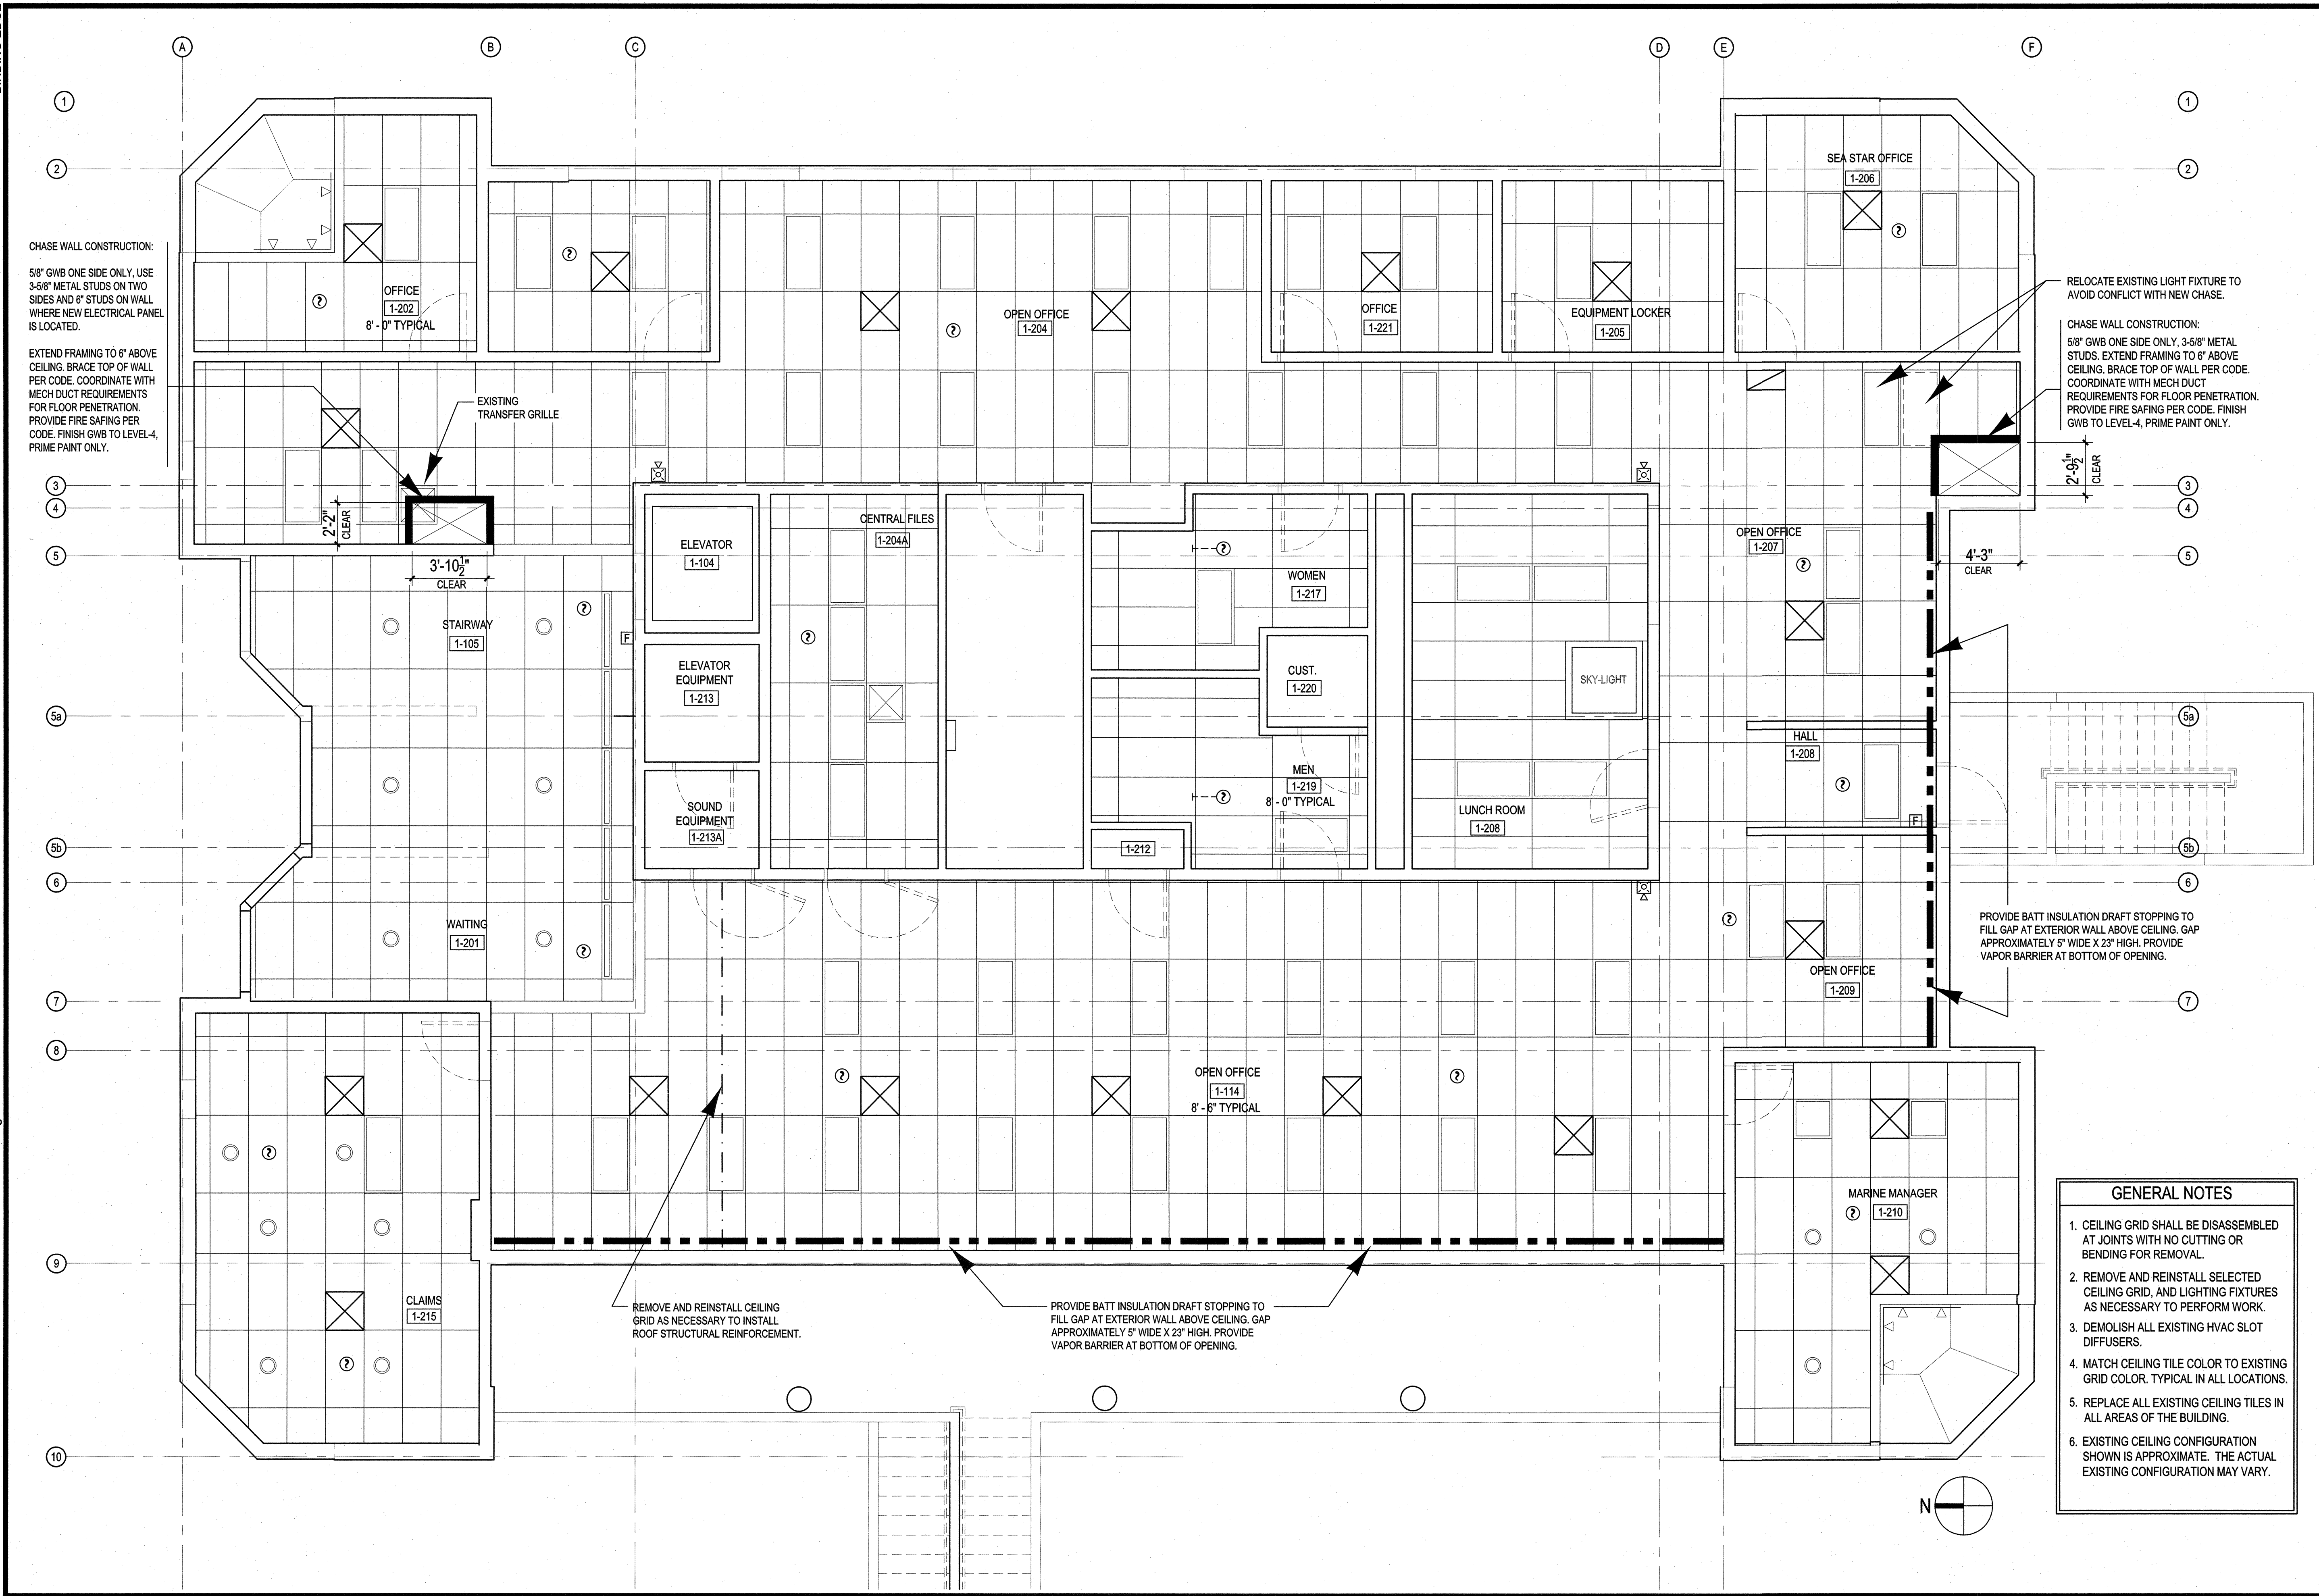 A
B
C
D
E
F
1
1
2
2
SEA STAR OFFICE
1-206
CHASE WALL CONSTRUCTION:
5/8" GWB ONE SIDE ONLY, USE
3-5/8" METAL STUDS ON TWO
SIDES AND 6" STUDS ON WALL
WHERE NEW ELECTRICAL PANEL
IS LOCATED.
EXTEND FRAMING TO 6" ABOVE
CEILING. BRACE TOP OF WALL
PER CODE. COORDINATE WITH
MECH DUCT REQUIREMENTS
FOR FLOOR PENETRATION.
PROVIDE FIRE SAFING PER
CODE. FINISH GWB TO LEVEL-4,
PRIME PAINT ONLY.
OFFICE
1-202
8' - 0" TYPICAL
OPEN OFFICE
1-204
OFFICE
1-221
EQUIPMENT LOCKER
1-205
RELOCATE EXISTING LIGHT FIXTURE TO
AVOID CONFLICT WITH NEW CHASE.
CHASE WALL CONSTRUCTION:
5/8" GWB ONE SIDE ONLY, 3-5/8" METAL
STUDS. EXTEND FRAMING TO 6" ABOVE
CEILING. BRACE TOP OF WALL PER CODE.
COORDINATE WITH MECH DUCT
REQUIREMENTS FOR FLOOR PENETRATION.
PROVIDE FIRE SAFING PER CODE. FINISH
GWB TO LEVEL-4, PRIME PAINT ONLY.
EXISTING
TRANSFER GRILLE
2'-9½"
CLEAR
3
3
4
4
5
5
2'-2"
CLEAR
3'-10½"
CLEAR
4'-3"
CLEAR
ELEVATOR
1-104
CENTRAL FILES
1-204A
OPEN OFFICE
1-207
WOMEN
1-217
STAIRWAY
1-105
F
ELEVATOR
EQUIPMENT
1-213
CUST.
1-220
SKY-LIGHT
5a
5a
HALL
1-208
MEN
1-219
8' - 0" TYPICAL
SOUND
EQUIPMENT
1-213A
LUNCH ROOM
1-208
F
1-212
5b
5b
6
6
WAITING
1-201
PROVIDE BATT INSULATION DRAFT STOPPING TO
FILL GAP AT EXTERIOR WALL ABOVE CEILING. GAP
APPROXIMATELY 5" WIDE X 23" HIGH. PROVIDE
VAPOR BARRIER AT BOTTOM OF OPENING.
OPEN OFFICE
1-209
7
7
8
OPEN OFFICE
1-114
8' - 6" TYPICAL
MARINE MANAGER
1-210
9
CLAIMS
1-215
REMOVE AND REINSTALL CEILING
GRID AS NECESSARY TO INSTALL
ROOF STRUCTURAL REINFORCEMENT.
PROVIDE BATT INSULATION DRAFT STOPPING TO
FILL GAP AT EXTERIOR WALL ABOVE CEILING. GAP
APPROXIMATELY 5" WIDE X 23" HIGH. PROVIDE
VAPOR BARRIER AT BOTTOM OF OPENING.
10
N
GENERAL NOTES
1. CEILING GRID SHALL BE DISASSEMBLED
AT JOINTS WITH NO CUTTING OR
BENDING FOR REMOVAL.
2. REMOVE AND REINSTALL SELECTED
CEILING GRID, AND LIGHTING FIXTURES
AS NECESSARY TO PERFORM WORK.
3. DEMOLISH ALL EXISTING HVAC SLOT
DIFFUSERS.
4. MATCH CEILING TILE COLOR TO EXISTING
GRID COLOR. TYPICAL IN ALL LOCATIONS.
5. REPLACE ALL EXISTING CEILING TILES IN
ALL AREAS OF THE BUILDING.
6. EXISTING CEILING CONFIGURATION
SHOWN IS APPROXIMATE. THE ACTUAL
EXISTING CONFIGURATION MAY VARY.